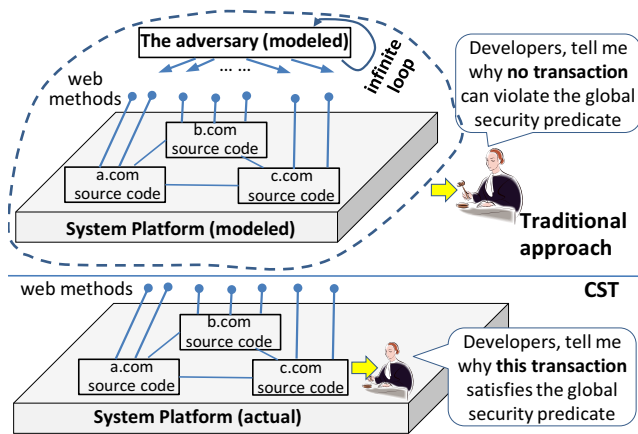 The adversary (modeled)
... ...
infinite
loop
web
methods
b.com
source code
a.com
source code
c.com
source code
System Platform (modeled)
Developers, tell me
why no transaction
can violate the global
security predicate
Traditional
approach
CST
web methods
b.com
source code
a.com
source code
c.com
source code
System Platform (actual)
Developers, tell me
why this transaction
satisfies the global
security predicate